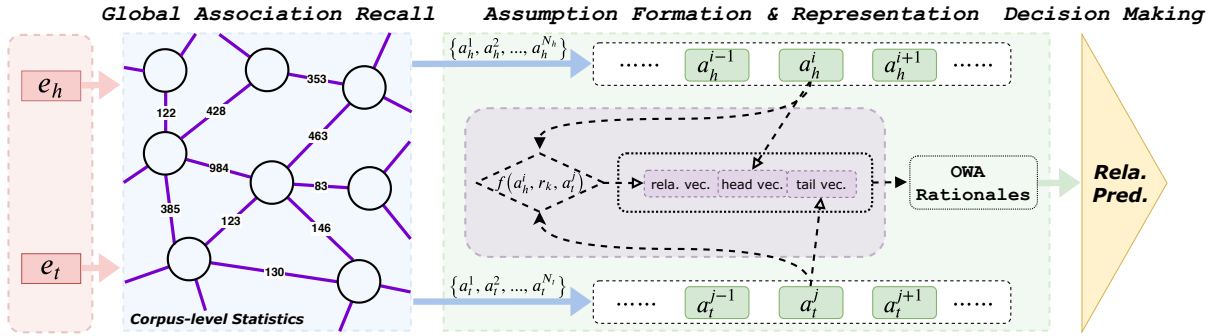 Global Association Recall
Assumption Formation & Representation
Decision Making
e_h
e_t
122
428
353
463
984
83
385
123
146
130
Corpus-level Statistics
{a_h^1, a_h^2, ..., a_h^{N_h}}
{a_t^1, a_t^2, ..., a_t^{N_t}}
...... a_h^{i-1} a_h^i a_h^{i+1} ......
f(a_h^i, r_k, a_t^j)
rela. vec. head vec. tail vec.
...... a_t^{j-1} a_t^j a_t^{j+1} ......
OWA
Rationales
Rela.
Pred.